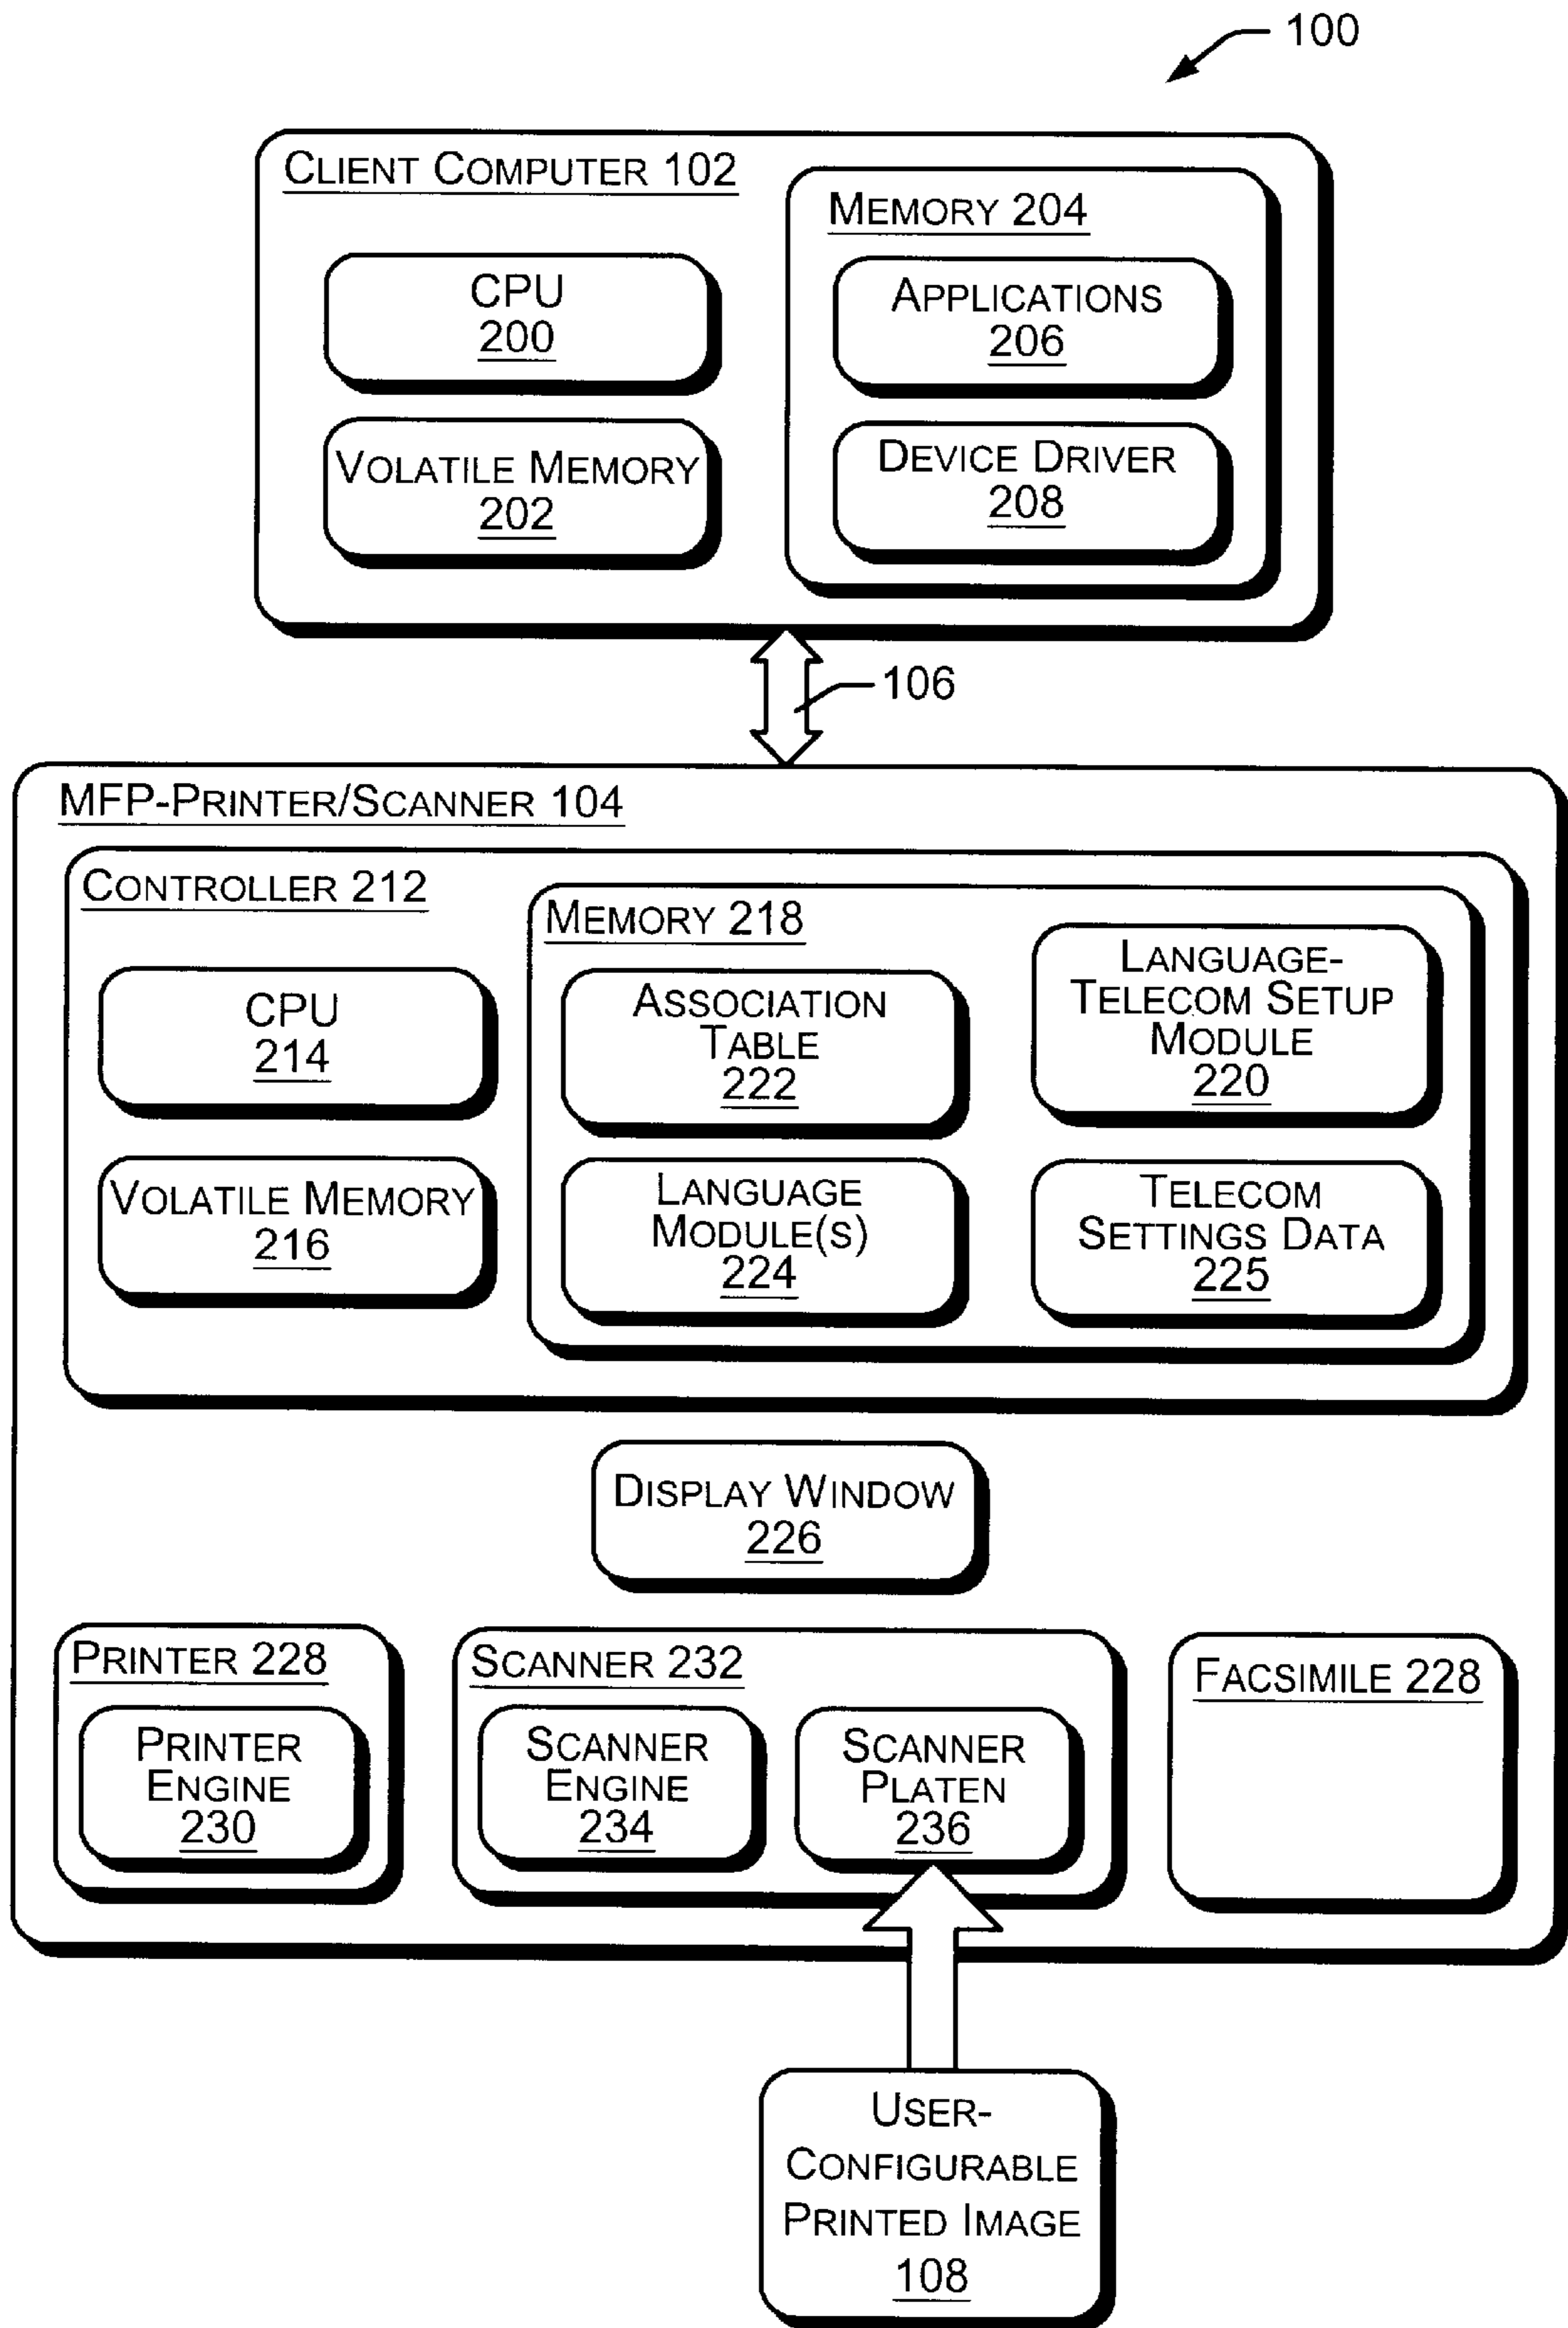 100
CLIENT COMPUTER 102
CPU
200
VOLATILE MEMORY
202
MEMORY 204
APPLICATIONS
206
DEVICE DRIVER
208
106
MFP-PRINTER/SCANNER 104
CONTROLLER 212
CPU
214
VOLATILE MEMORY
216
MEMORY 218
ASSOCIATION
TABLE
222
LANGUAGE-
TELECOM SETUP
MODULE
220
LANGUAGE
MODULE(S)
224
TELECOM
SETTINGS DATA
225
DISPLAY WINDOW
226
PRINTER 228
PRINTER
ENGINE
230
SCANNER 232
SCANNER
ENGINE
234
SCANNER
PLATEN
236
FACSIMILE 228
USER-
CONFIGURABLE
PRINTED IMAGE
108